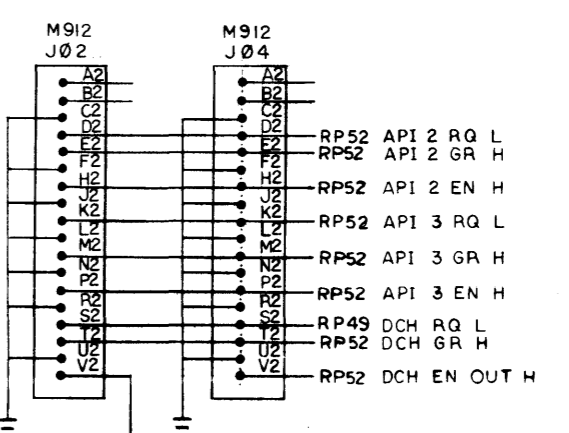 M912 M912
JØ2 JØ4
A2 A2
B2 B2
C2 C2
D2 D2 RP52 API 2 RQ L
E2 E2 RP52 API 2 GR H
F2 F2
H2 H2 RP52 API 2 EN H
J2 J2
K2 K2 RP52 API 3 RQ L
L2 L2
M2 M2 RP52 API 3 GR H
N2 N2
P2 P2 RP52 API 3 EN H
R2 R2
S2 S2 RP49 DCH RQ L
T2 T2 RP52 DCH GR H
U2 U2
V2 V2 RP52 DCH EN OUT H